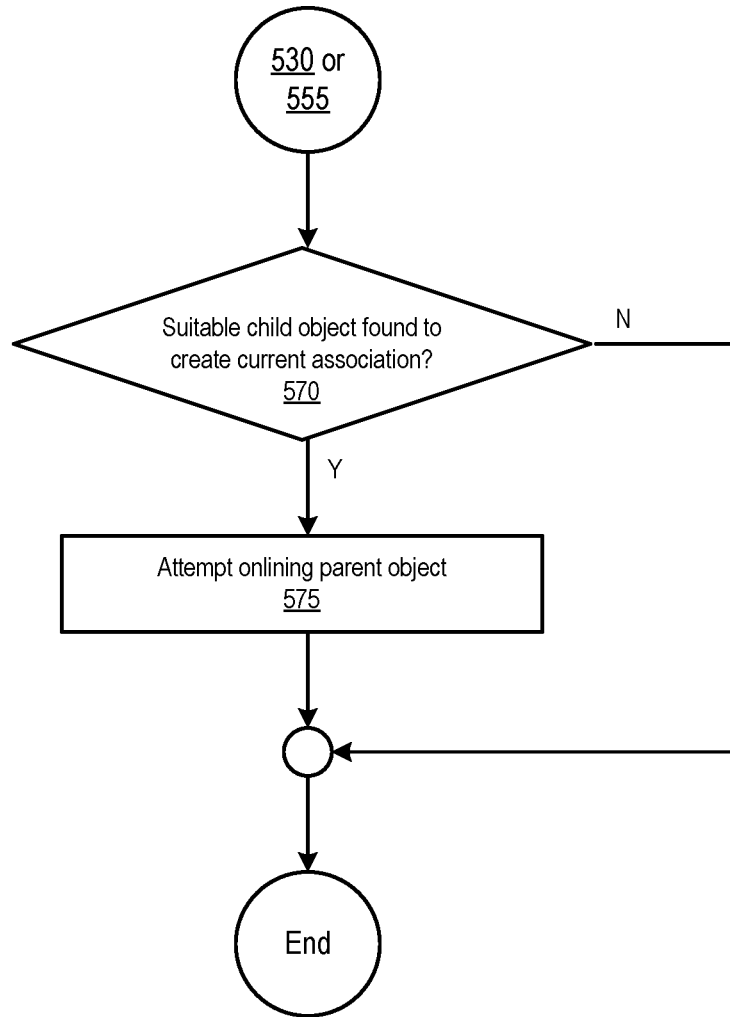 530 or
555
Suitable child object found to
create current association?
570
N
Y
Attempt onlining parent object
575
End